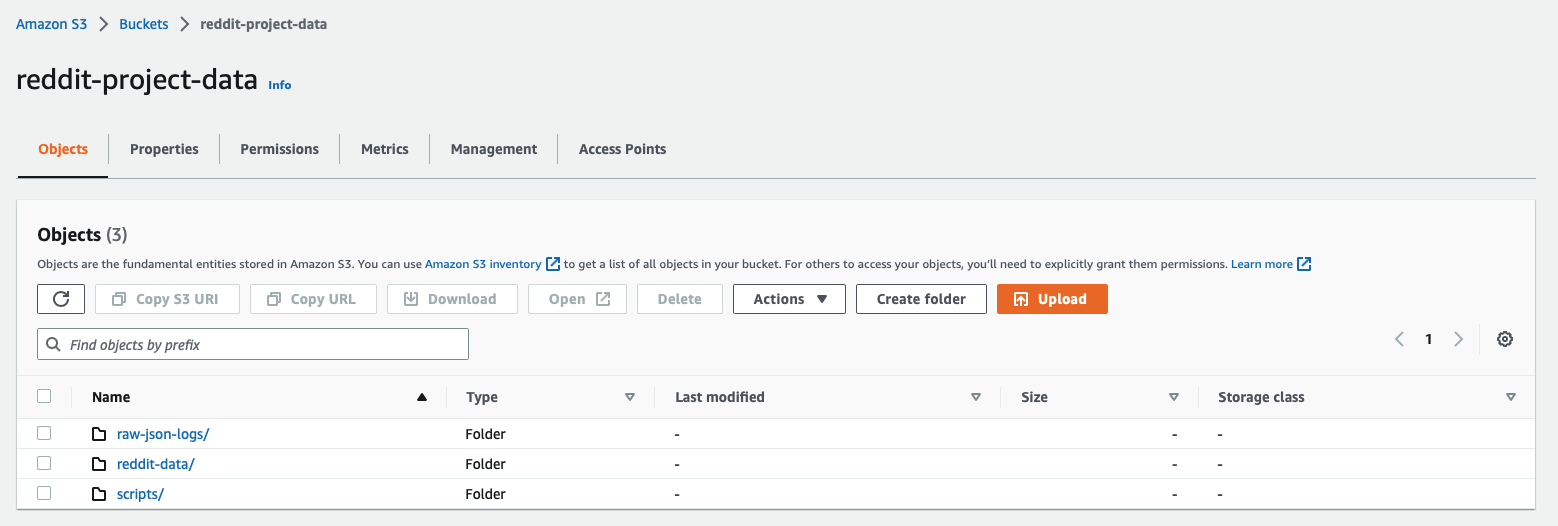 Amazon S3 > Buckets > reddit-project-data
reddit-project-data Info
Objects Properties Permissions Metrics Management Access Points
Objects (3)
Objects are the fundamental entities stored in Amazon S3. You can use Amazon S3 inventory to get a list of all objects in your bucket. For others to access your objects, you'll need to explicitly grant them permissions. Learn more
Copy S3 URI Copy URL Download Open Delete Actions Create folder Upload
Find objects by prefix 1
Name Type Last modified Size Storage class
raw-json-logs/ Folder - - -
reddit-data/ Folder - - -
scripts/ Folder - - -